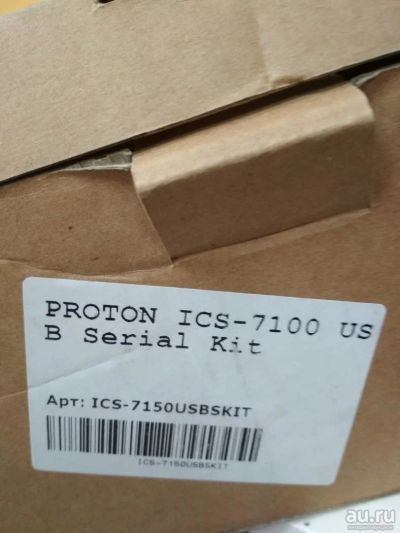 PROTON ICS-7100 US
B Serial Kit
Арт: ICS-7150USBSKIT
ICS-7150USBSKIT
au.ru